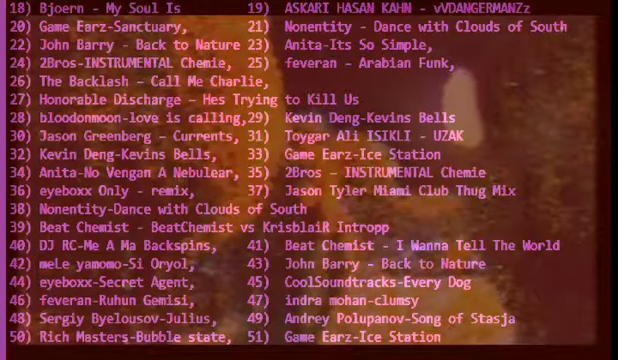 18) Bjoern - My Soul Is 19) ASKARI HASAN KAHN - vVDANGERMANZz
20) Game Earz-Sanctuary, 21) Nonentity - Dance with Clouds of South
22) John Barry - Back to Nature 23) Anita-Its So Simple,
24) 2Bros-INSTRUMENTAL Chemie, 25) feveran - Arabian Funk,
26) The Backlash - Call Me Charlie,
27) Honorable Discharge - Hes Trying to Kill Us
28) bloodonmoon-love is calling,29) Kevin Deng-Kevins Bells
30) Jason Greenberg - Currents, 31) Toygar Ali ISIKLI - UZAK
32) Kevin Deng-Kevins Bells, 33) Game Earz-Ice Station
34) Anita-No Vengan A Nebulear, 35) 2Bros - INSTRUMENTAL Chemie
36) eyeboxx Only - remix, 37) Jason Tyler Miami Club Thug Mix
38) Nonentity-Dance with Clouds of South
39) Beat Chemist - BeatChemist vs KrisblaiR Intropp
40) DJ RC-Me A Ma Backspins, 41) Beat Chemist - I Wanna Tell The World
42) meLe yamomo-Si Oryol, 43) John Barry - Back to Nature
44) eyeboxx-Secret Agent, 45) CoolSoundtracks-Every Dog
46) feveran-Ruhun Gemisi, 47) indra mohan-clumsy
48) Sergiy Byelousov-Julius, 49) Andrey Polupanov-Song of Stasja
50) Rich Masters-Bubble state, 51) Game Earz-Ice Station